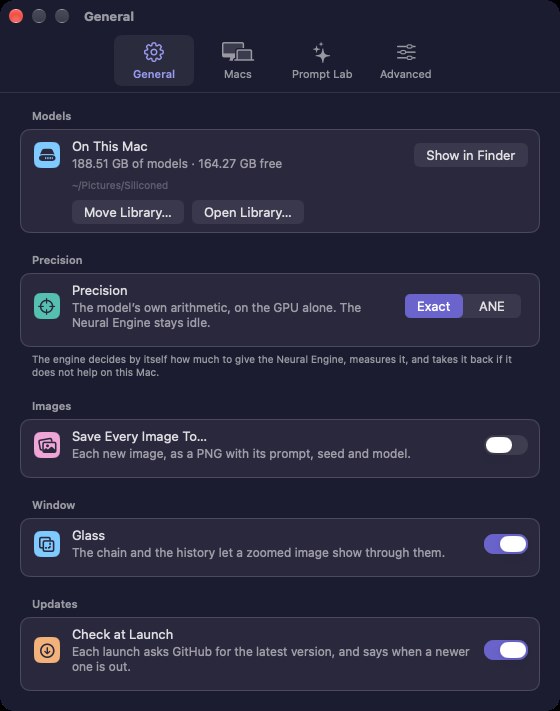 General
General
Macs
Prompt Lab
Advanced
Models
On This Mac
188.51 GB of models · 164.27 GB free
Show in Finder
~/Pictures/Siliconed
Move Library...
Open Library...
Precision
Precision
The model's own arithmetic, on the GPU alone. The
Neural Engine stays idle.
Exact
ANE
The engine decides by itself how much to give the Neural Engine, measures it, and takes it back if it
does not help on this Mac.
Images
Save Every Image To...
Each new image, as a PNG with its prompt, seed and model.
Window
Glass
The chain and the history let a zoomed image show through them.
Updates
Check at Launch
Each launch asks GitHub for the latest version, and says when a newer
one is out.